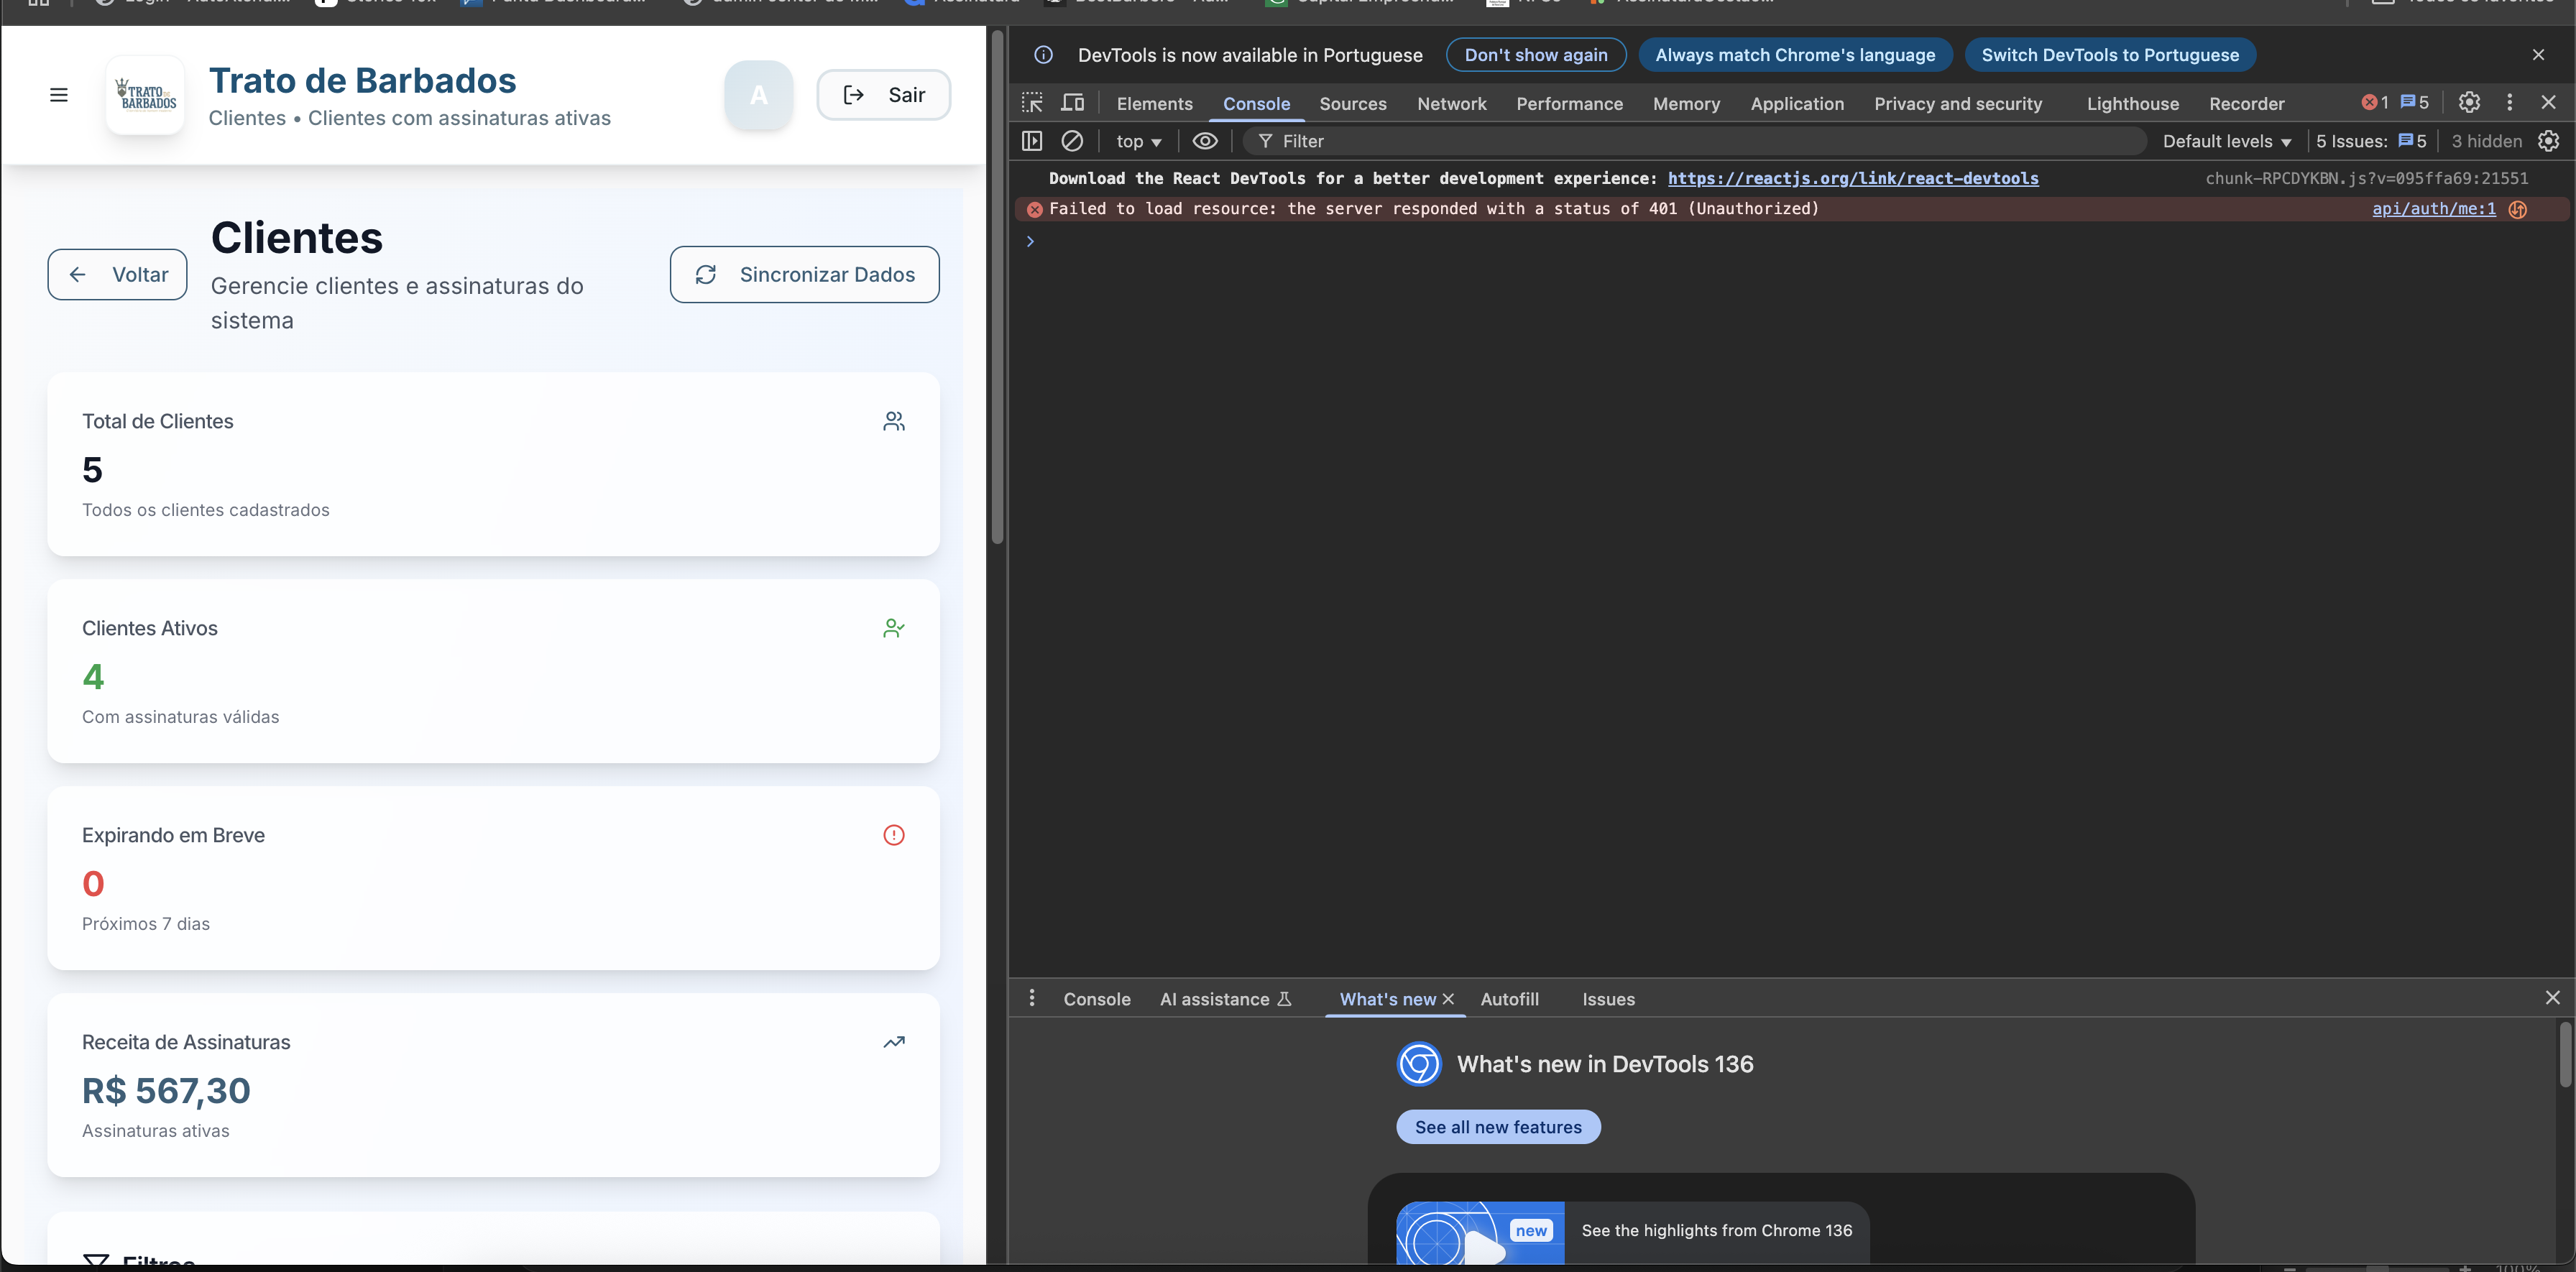 Trato de Barbados
Clientes • Clientes com assinaturas ativas
TRATO DE
BARBADOS
A
Sair
Voltar
Clientes
Gerencie clientes e assinaturas do
sistema
Sincronizar Dados
Total de Clientes
5
Todos os clientes cadastrados
Clientes Ativos
4
Com assinaturas válidas
Expirando em Breve
0
Próximos 7 dias
Receita de Assinaturas
R$ 567,30
Assinaturas ativas
Filtros
DevTools is now available in Portuguese Don't show again Always match Chrome's language Switch DevTools to Portuguese
Elements Console Sources Network Performance Memory Application Privacy and security Lighthouse Recorder 1 5
top Filter Default levels 5 Issues: 5 3 hidden
Download the React DevTools for a better development experience: https://reactjs.org/link/react-devtools chunk-RPCDYKBN.js?v=095ffa69:21551
Failed to load resource: the server responded with a status of 401 (Unauthorized) api/auth/me:1
Console AI assistance What's new Autofill Issues
What's new in DevTools 136
See all new features
new
See the highlights from Chrome 136